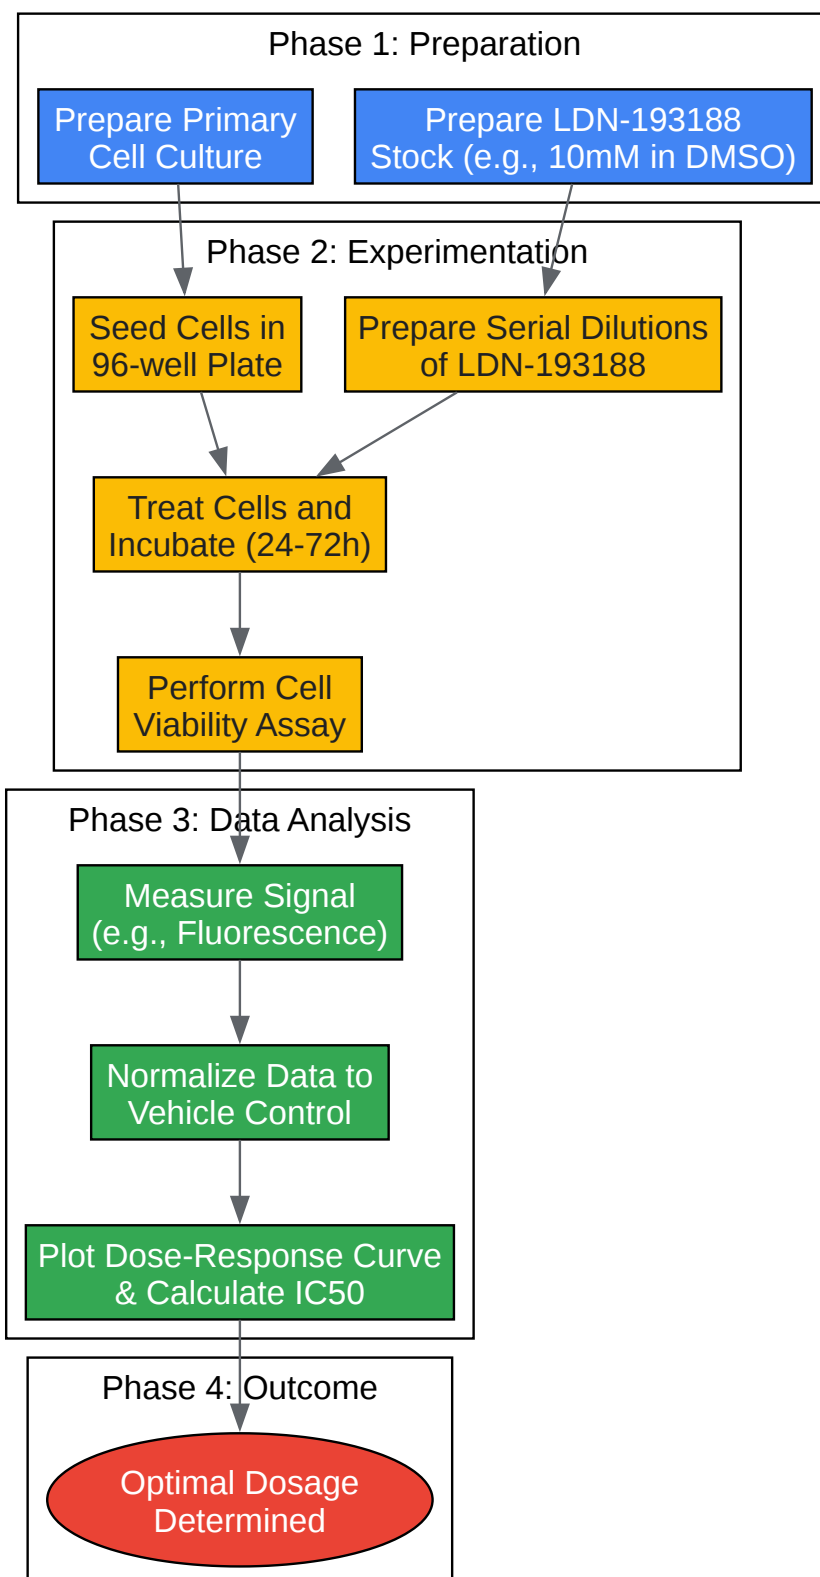 Phase 1: Preparation
Prepare Primary
Cell Culture
Prepare LDN-193188
Stock (e.g., 10mM in DMSO)
Phase 2: Experimentation
Seed Cells in
96-well Plate
Prepare Serial Dilutions
of LDN-193188
Treat Cells and
Incubate (24-72h)
Perform Cell
Viability Assay
Phase 3: Data Analysis
Measure Signal
(e.g., Fluorescence)
Normalize Data to
Vehicle Control
Plot Dose-Response Curve
& Calculate IC50
Phase 4: Outcome
Optimal Dosage
Determined